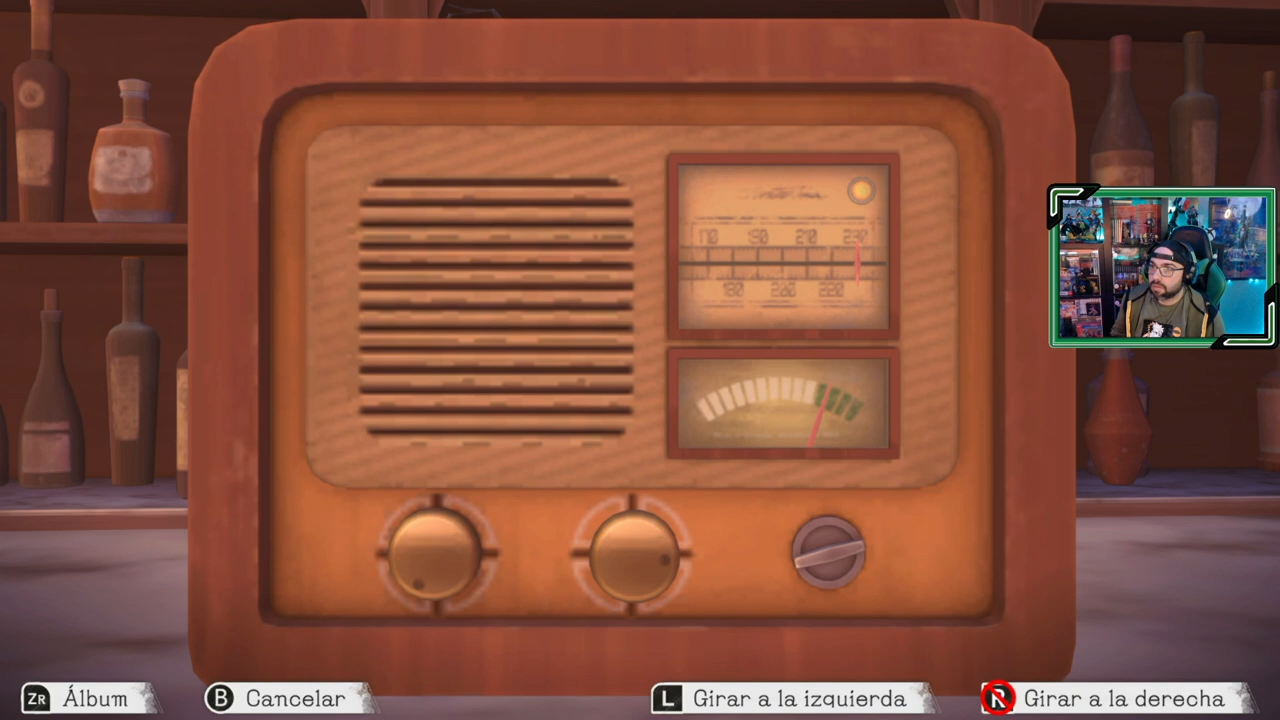 170 190 210 230
180 200 220
ZR Álbum
B Cancelar
L Girar a la izquierda
R Girar a la derecha